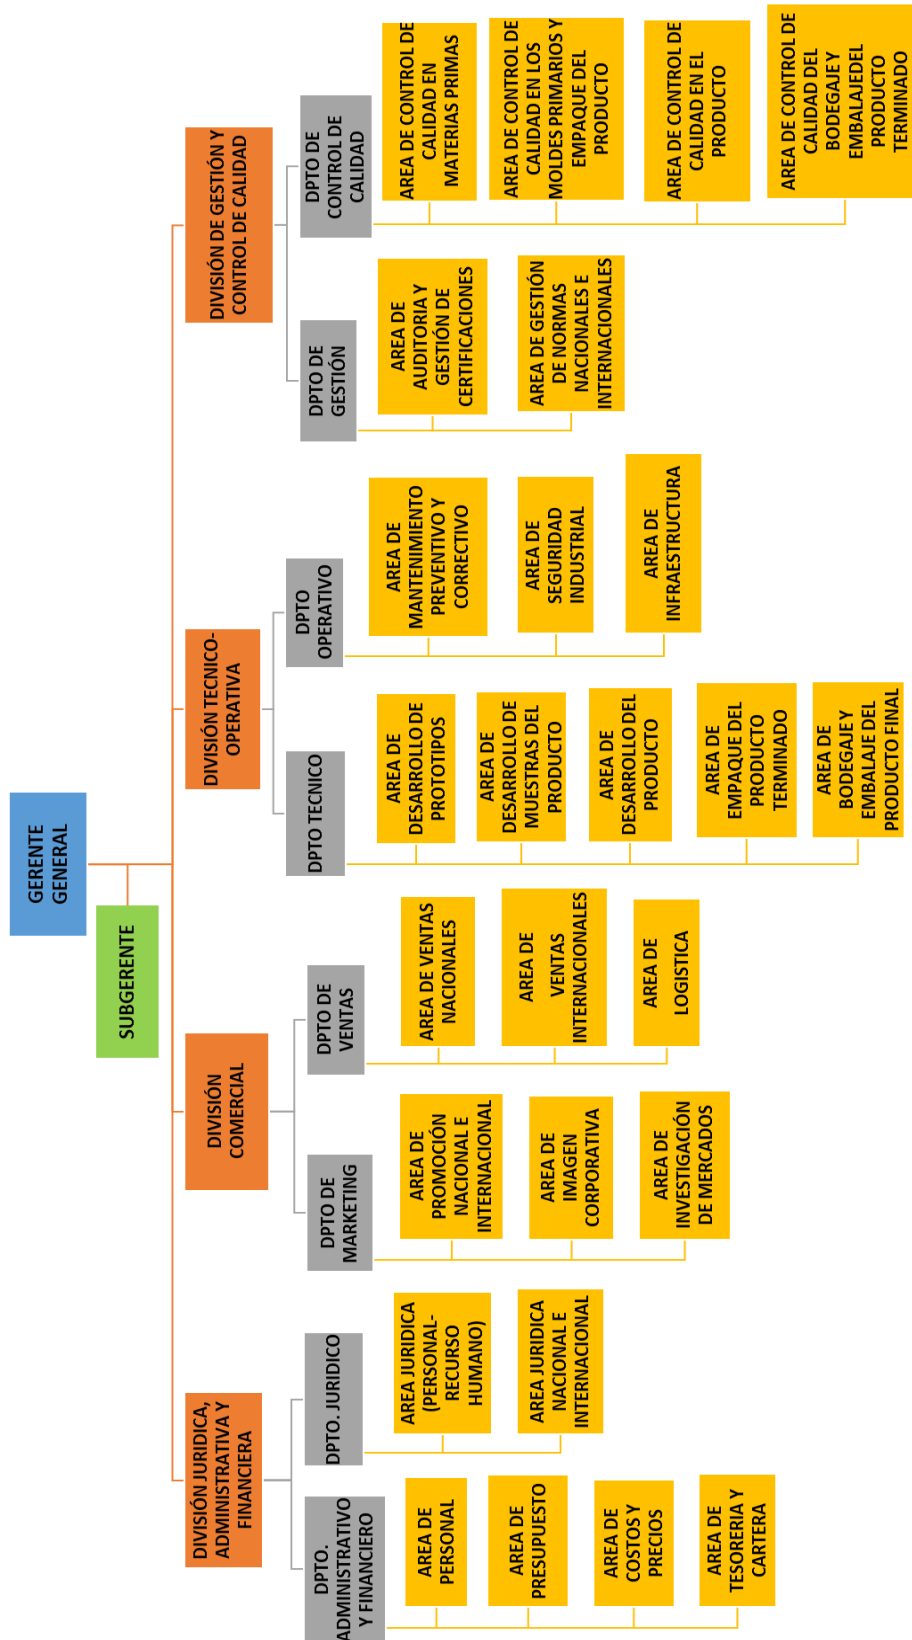 GERENTE
GENERAL
SUBGERENTE
DIVISIÓN JURIDICA,
ADMINISTRATIVA Y
FINANCIERA
DPTO.
ADMINISTRATIVO
Y FINANCIERO
AREA DE
PERSONAL
AREA DE
PRESUPUESTO
AREA DE
COSTOS Y
PRECIOS
AREA DE
TESORERIA Y
CARTERA
DPTO. JURIDICO
AREA JURIDICA
(PERSONAL-
RECURSO
HUMANO)
AREA JURIDICA
NACIONAL E
INTERNACIONAL
DIVISIÓN
COMERCIAL
DPTO DE
MARKETING
AREA DE
PROMOCIÓN
NACIONAL E
INTERNACIONAL
AREA DE
IMAGEN
CORPORATIVA
AREA DE
INVESTIGACIÓN
DE MERCADOS
DPTO DE
VENTAS
AREA DE VENTAS
NACIONALES
AREA DE
VENTAS
INTERNACIONALES
AREA DE
LOGISTICA
DIVISIÓN TECNICO-
OPERATIVA
DPTO TECNICO
AREA DE
DESARROLLO DE
PROTOTIPOS
AREA DE
DESARROLLO DE
MUESTRAS DEL
PRODUCTO
AREA DE
DESARROLLO DEL
PRODUCTO
AREA DE
EMPAQUE DEL
PRODUCTO
TERMINADO
AREA DE
BODEGAJE Y
EMBALAJE DEL
PRODUCTO FINAL
DPTO
OPERATIVO
AREA DE
MANTENIMIENTO
PREVENTIVO Y
CORRECTIVO
AREA DE
SEGURIDAD
INDUSTRIAL
AREA DE
INFRAESTRUCTURA
DIVISIÓN DE GESTIÓN Y
CONTROL DE CALIDAD
DPTO DE
GESTIÓN
AREA DE
AUDITORIA Y
GESTIÓN DE
CERTIFICACIONES
AREA DE GESTIÓN
DE NORMAS
NACIONALES E
INTERNACIONALES
DPTO DE
CONTROL DE
CALIDAD
AREA DE CONTROL DE
CALIDAD EN
MATERIAS PRIMAS
AREA DE CONTROL DE
CALIDAD EN LOS
MOLDES PRIMARIOS Y
EMPAQUE DEL
PRODUCTO
AREA DE CONTROL DE
CALIDAD EN EL
PRODUCTO
AREA DE CONTROL DE
CALIDAD DEL
BODEGAJE Y
EMBALAJEDEL
PRODUCTO
TERMINADO